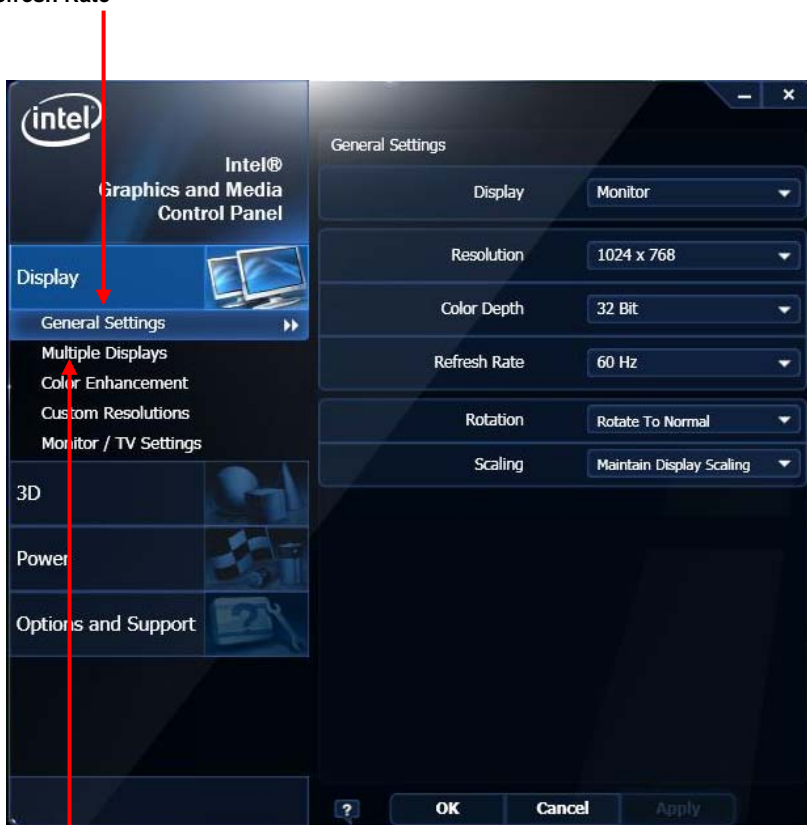 Refresh Rate
intel
Intel®
Graphics and Media
Control Panel
Display
General Settings
Multiple Displays
Color Enhancement
Custom Resolutions
Monitor / TV Settings
3D
Power
Options and Support
General Settings
Display Monitor
Resolution 1024 x 768
Color Depth 32 Bit
Refresh Rate 60 Hz
Rotation Rotate To Normal
Scaling Maintain Display Scaling
? OK Cancel Apply